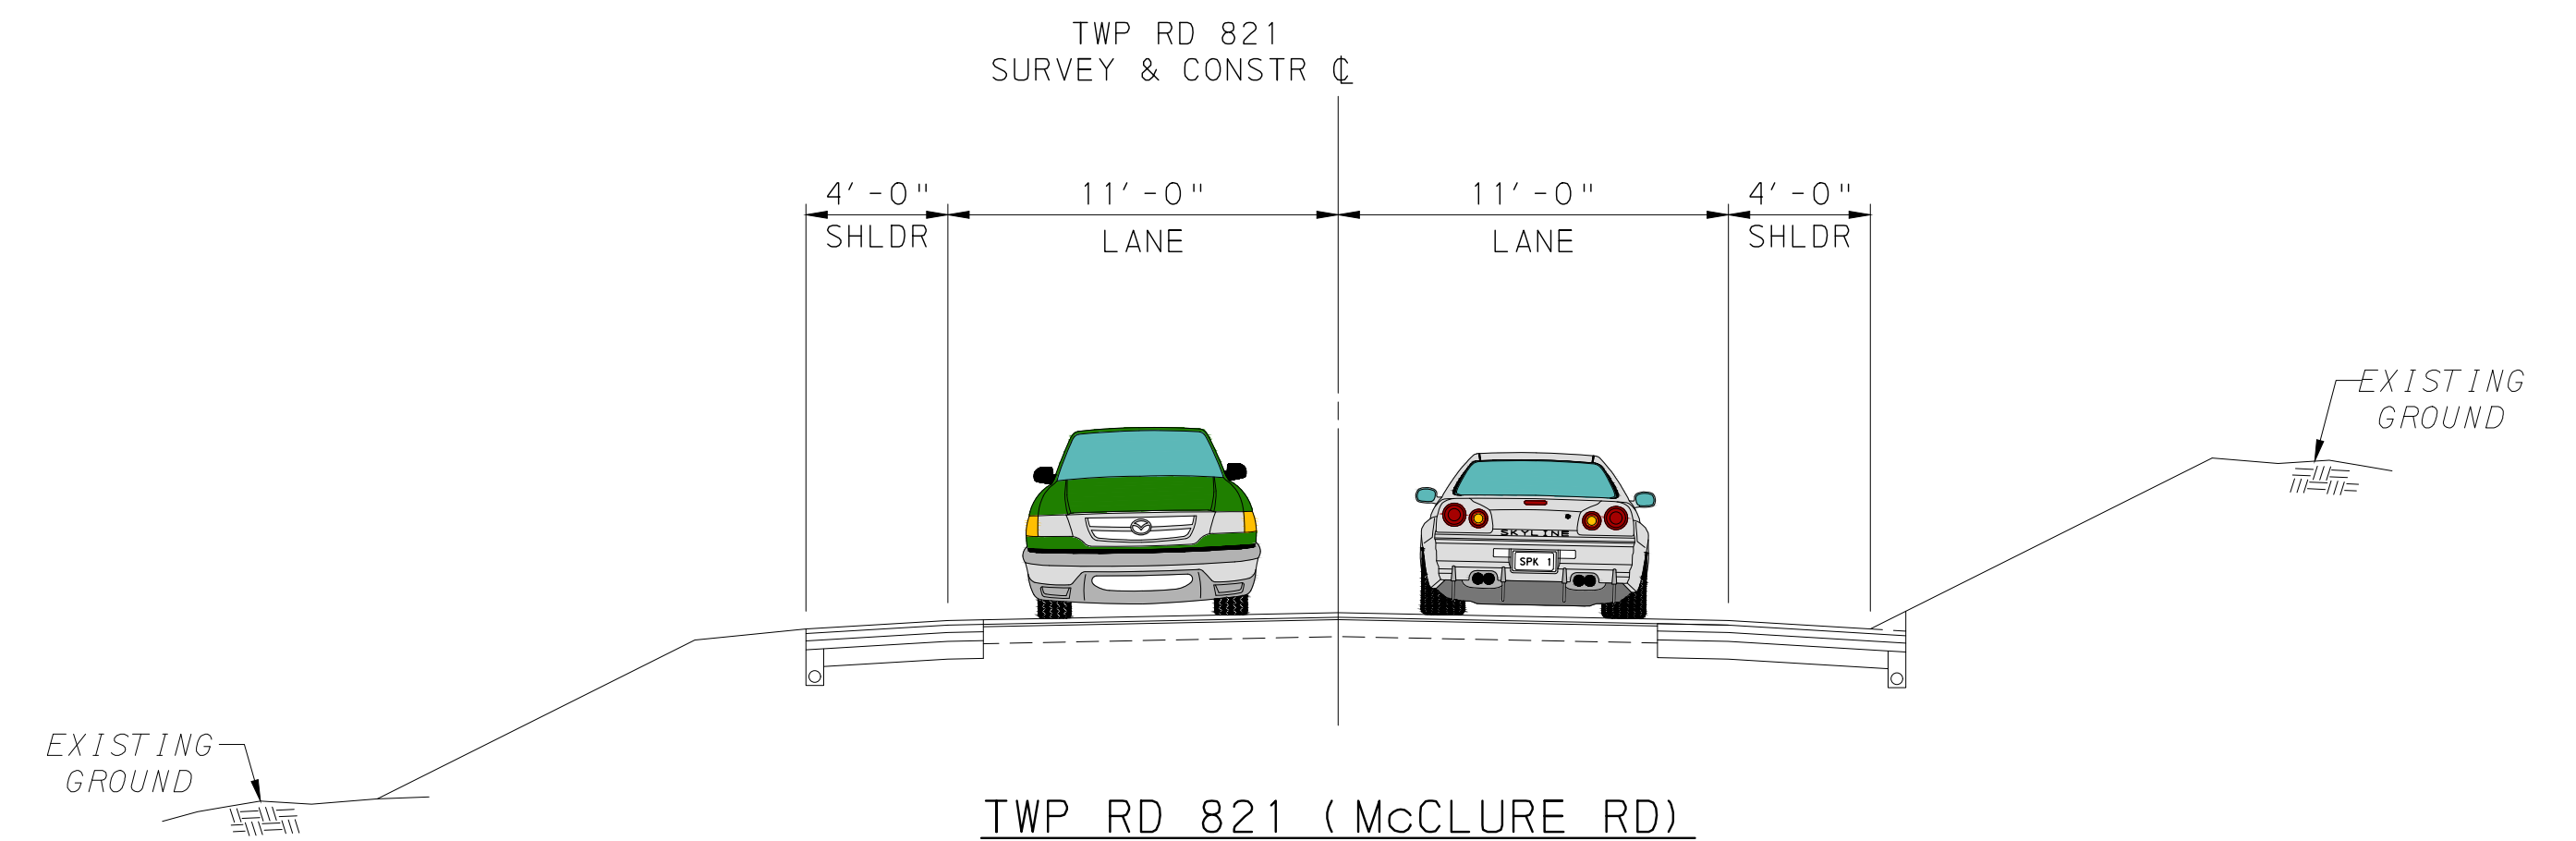 TWP RD 821
SURVEY & CONSTR ℄
4'-0" 11'-0" 11'-0" 4'-0"
SHLDR LANE LANE SHLDR
EXISTING
GROUND
SKYLINE
SPK 1
EXISTING
GROUND
TWP RD 821 (McCLURE RD)